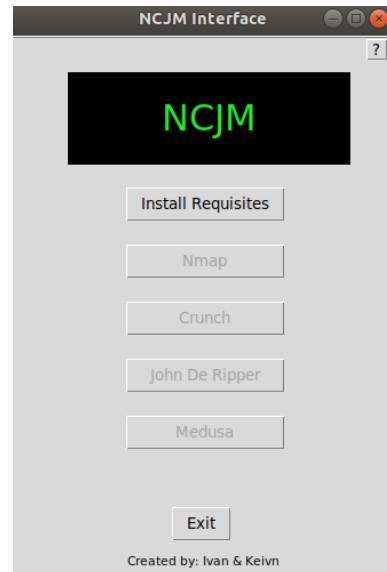 NCJM Interface
?
NCJM
Install Requisites
Nmap
Crunch
John De Ripper
Medusa
Exit
Created by: Ivan & Keivn